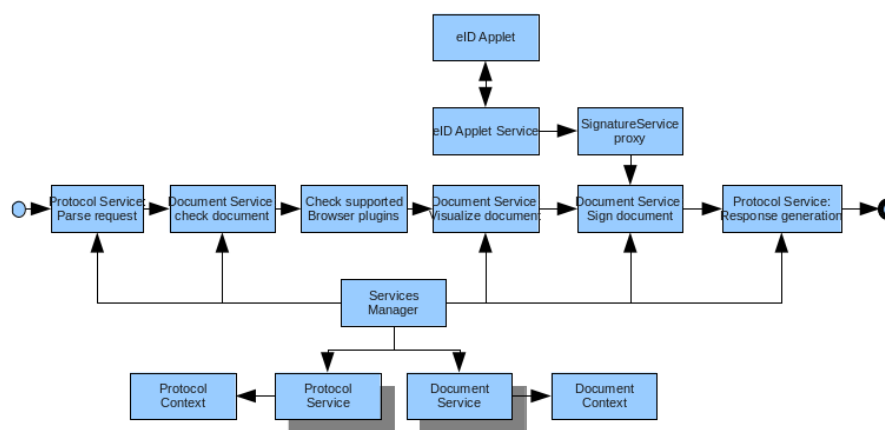 eID Applet
eID Applet Service
SignatureService
proxy
Protocol Service:
Parse request
Document Service
check document
Check supported
Browser plugins
Document Service
Visualize document
Document Service
Sign document
Protocol Service:
Response generation
Services
Manager
Protocol
Context
Protocol
Service
Document
Service
Document
Context